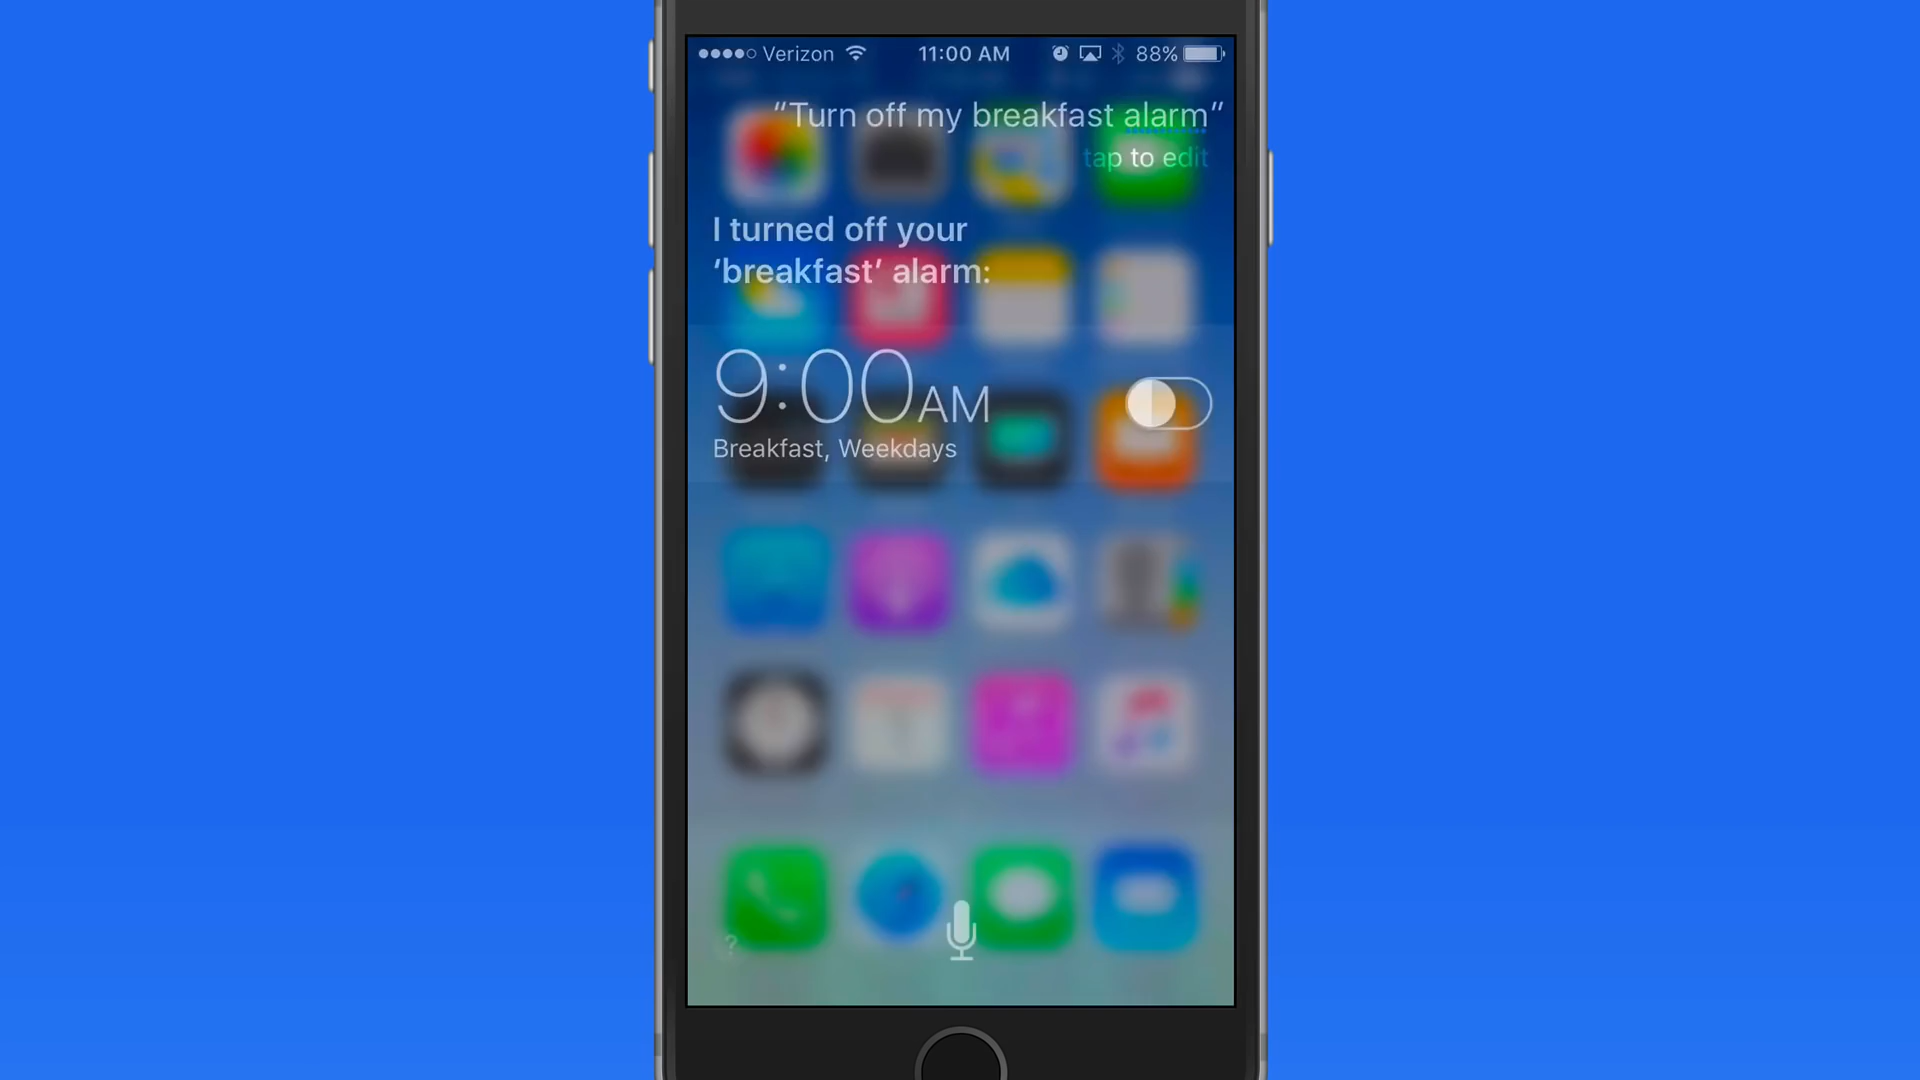 Verizon 11:00 AM 88%
“Turn off my breakfast alarm”
tap to edit
I turned off your
‘breakfast’ alarm:
9:00AM
Breakfast, Weekdays
?